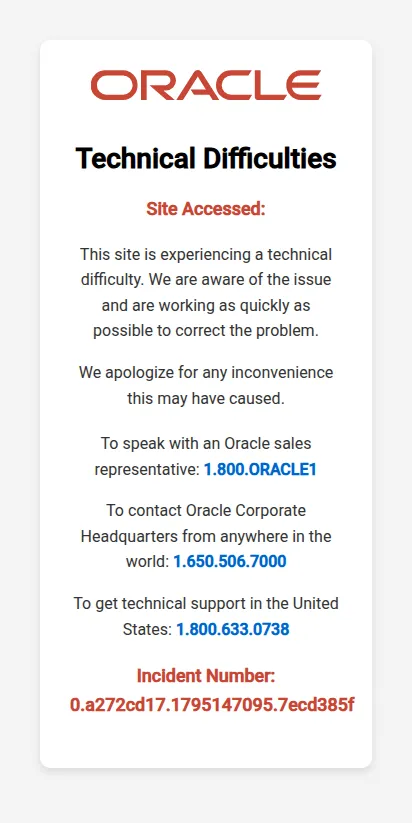 ORACLE
Technical Difficulties
Site Accessed:
This site is experiencing a technical
difficulty. We are aware of the issue
and are working as quickly as
possible to correct the problem.
We apologize for any inconvenience
this may have caused.
To speak with an Oracle sales
representative: 1.800.ORACLE1
To contact Oracle Corporate
Headquarters from anywhere in the
world: 1.650.506.7000
To get technical support in the United
States: 1.800.633.0738
Incident Number:
0.a272cd17.1795147095.7ecd385f